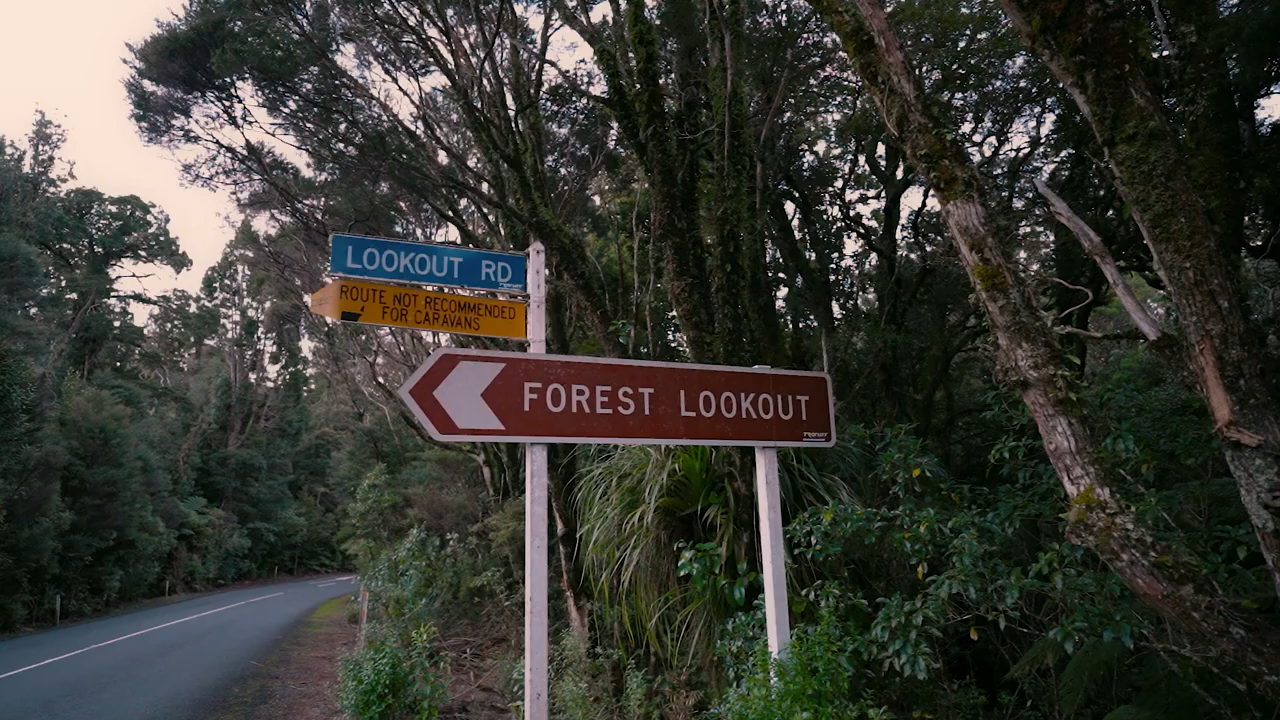 LOOKOUT RD
ROUTE NOT RECOMMENDED
FOR CARAVANS
FOREST LOOKOUT